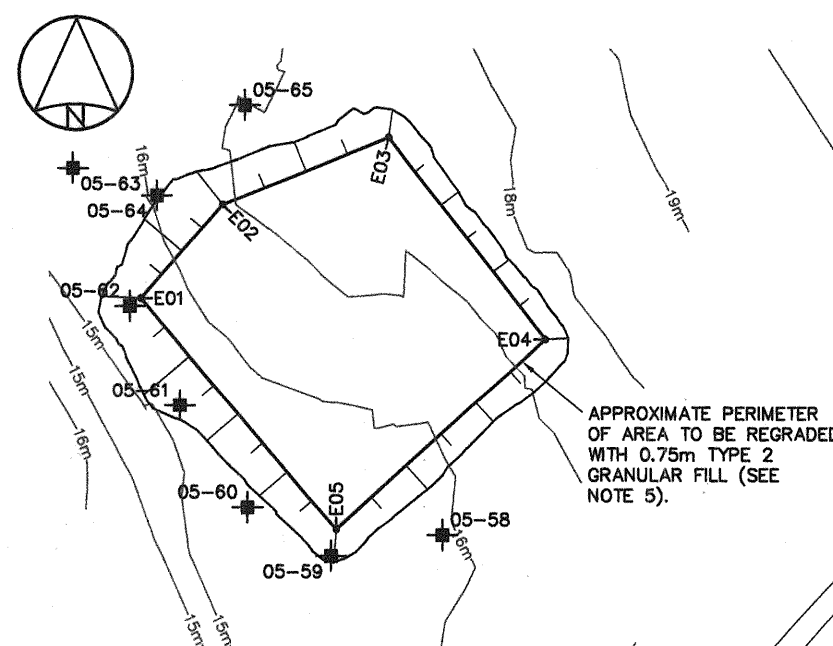 N
05-65
16m
05-63
05-64
E03
E02
18m
19m
05-62
E01
15m
E04
15m
05-61
16m
APPROXIMATE PERIMETER
OF AREA TO BE REGRADED
WITH 0.75m TYPE 2
GRANULAR FILL (SEE
NOTE 5).
05-60
E05
05-58
16m
05-59
15m
15m